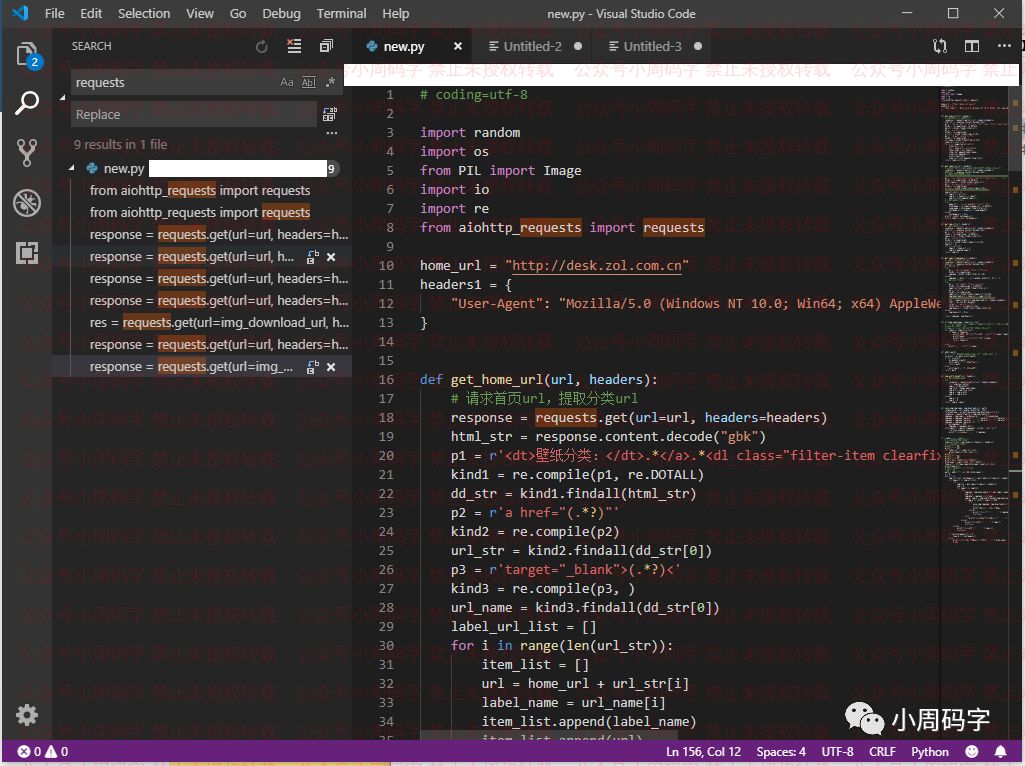 File Edit Selection View Go Debug Terminal Help new.py - Visual Studio Code
SEARCH
new.py Untitled-2 Untitled-3
2
requests Aa Abl .*
Replace
9 results in 1 file
new.py 9
from aiohttp_requests import requests
from aiohttp_requests import requests
response = requests.get(url=url, headers=h...
response = requests.get(url=url, h...
response = requests.get(url=url, headers=h...
response = requests.get(url=url, headers=h...
res = requests.get(url=img_download_url, h...
response = requests.get(url=url, headers=h...
response = requests.get(url=img_...
1 # coding=utf-8
2
3 import random
4 import os
5 from PIL import Image
6 import io
7 import re
8 from aiohttp_requests import requests
9
10 home_url = "http://desk.zol.com.cn"
11 headers1 = {
12 "User-Agent": "Mozilla/5.0 (Windows NT 10.0; Win64; x64) AppleWe
13 }
14
15
16 def get_home_url(url, headers):
17 # 请求首页url，提取分类url
18 response = requests.get(url=url, headers=headers)
19 html_str = response.content.decode("gbk")
20 p1 = r'<dt>壁纸分类：</dt>.*</a>.*<dl class="filter-item clearfi
21 kind1 = re.compile(p1, re.DOTALL)
22 dd_str = kind1.findall(html_str)
23 p2 = r'a href="(.*?)"'
24 kind2 = re.compile(p2)
25 url_str = kind2.findall(dd_str[0])
26 p3 = r'target="_blank">(.*?)<'
27 kind3 = re.compile(p3, )
28 url_name = kind3.findall(dd_str[0])
29 label_url_list = []
30 for i in range(len(url_str)):
31 item_list = []
32 url = home_url + url_str[i]
33 label_name = url_name[i]
34 item_list.append(label_name)
35 item_list.append(url)
公众号小周码字 禁止未授权转载
小周码字
0 0 Ln 156, Col 12 Spaces: 4 UTF-8 CRLF Python